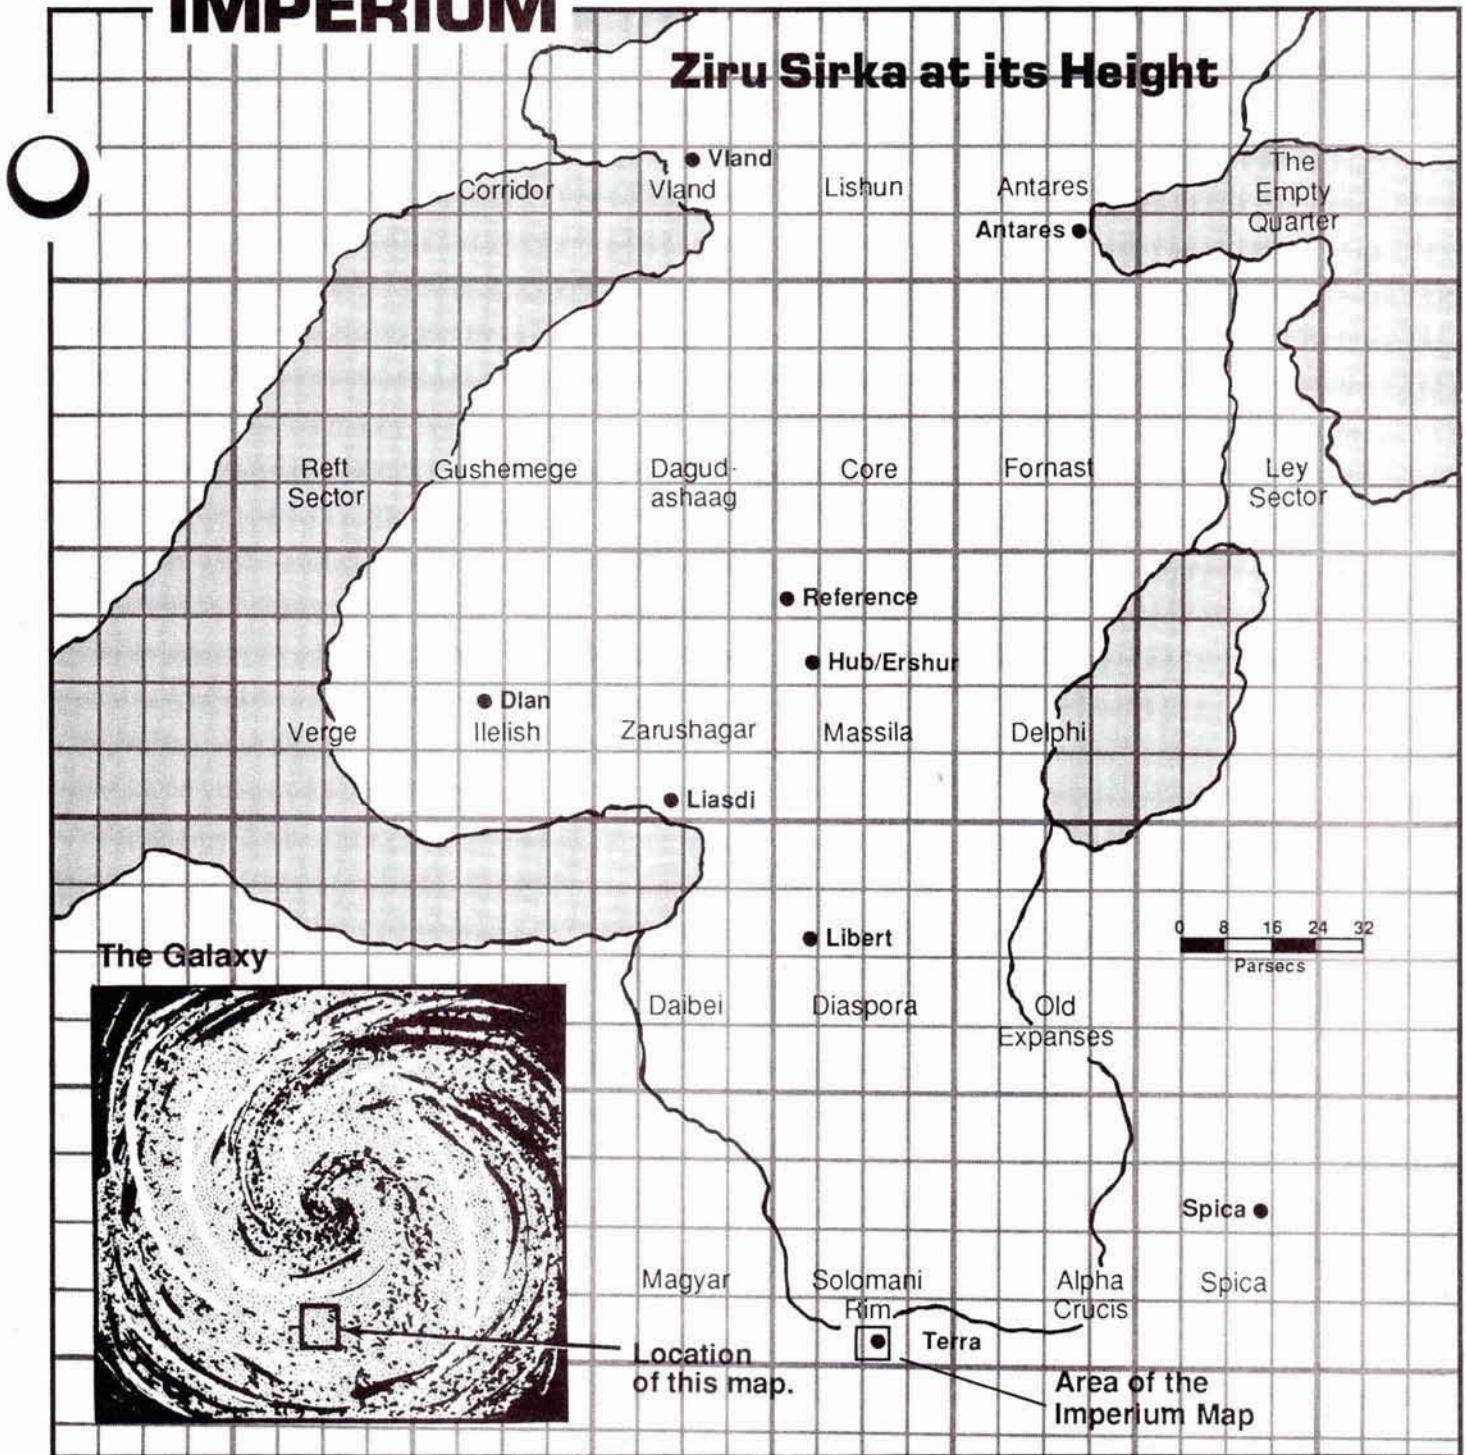 IMPERIUM
Ziru Sirka at its Height
Vland
Corridor
Vland
Lishun
Antares
The
Empty
Quarter
Antares
Reft
Sector
Gushemege
Dagud-
ashaag
Core
Fornast
Ley
Sector
Reference
Hub/Ershur
Dlan
Verge
Ilelish
Zarushagar
Massila
Delphi
Liasdi
Libert
0 8 16 24 32
Parsecs
The Galaxy
Daibei
Diaspora
Old
Expanses
Spica
Magyar
Solomani
Rim
Alpha
Crucis
Spica
Terra
Location
of this map.
Area of the
Imperium Map